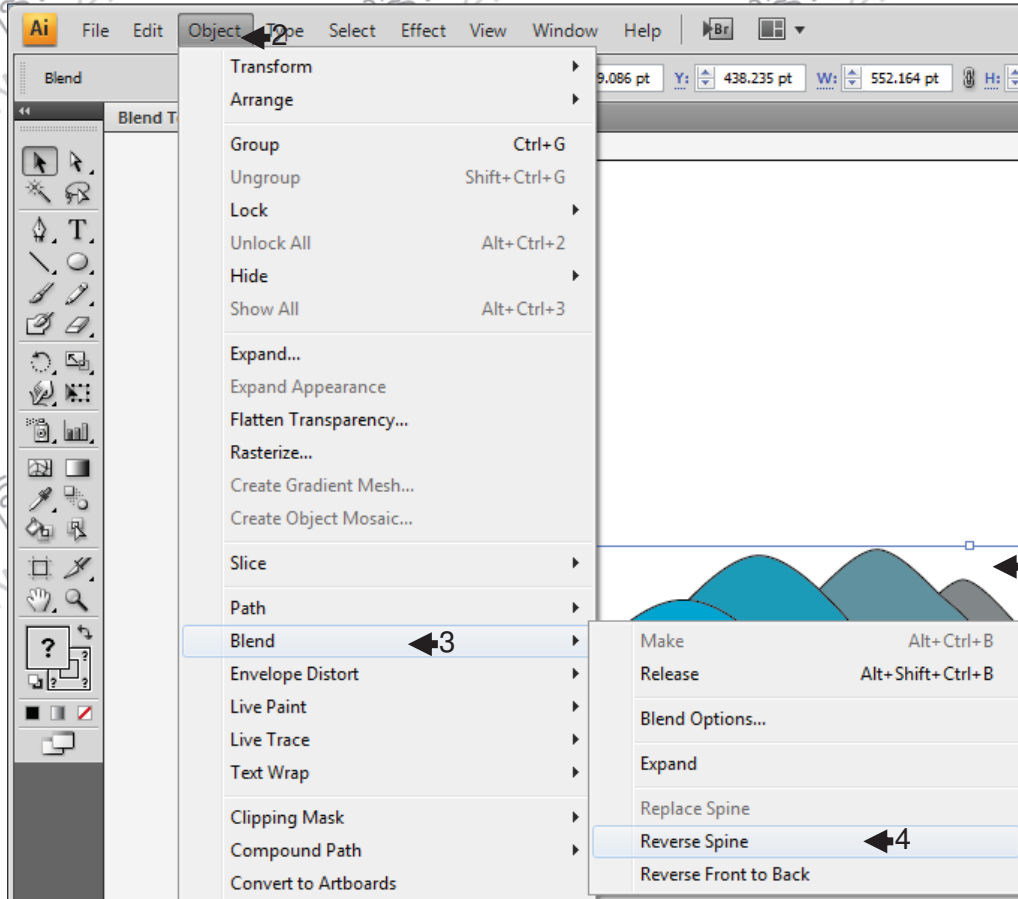 Ai File Edit Object 2 Type Select Effect View Window Help Br
Blend 9.086 pt Y: 438.235 pt W: 552.164 pt H:
Blend T
Transform
Arrange
Group Ctrl+G
Ungroup Shift+Ctrl+G
Lock
Unlock All Alt+Ctrl+2
Hide
Show All Alt+Ctrl+3
Expand...
Expand Appearance
Flatten Transparency...
Rasterize...
Create Gradient Mesh...
Create Object Mosaic...
Slice
Path
Blend 3
Envelope Distort
Live Paint
Live Trace
Text Wrap
Clipping Mask
Compound Path
Convert to Artboards
Make Alt+Ctrl+B
Release Alt+Shift+Ctrl+B
Blend Options...
Expand
Replace Spine
Reverse Spine 4
Reverse Front to Back